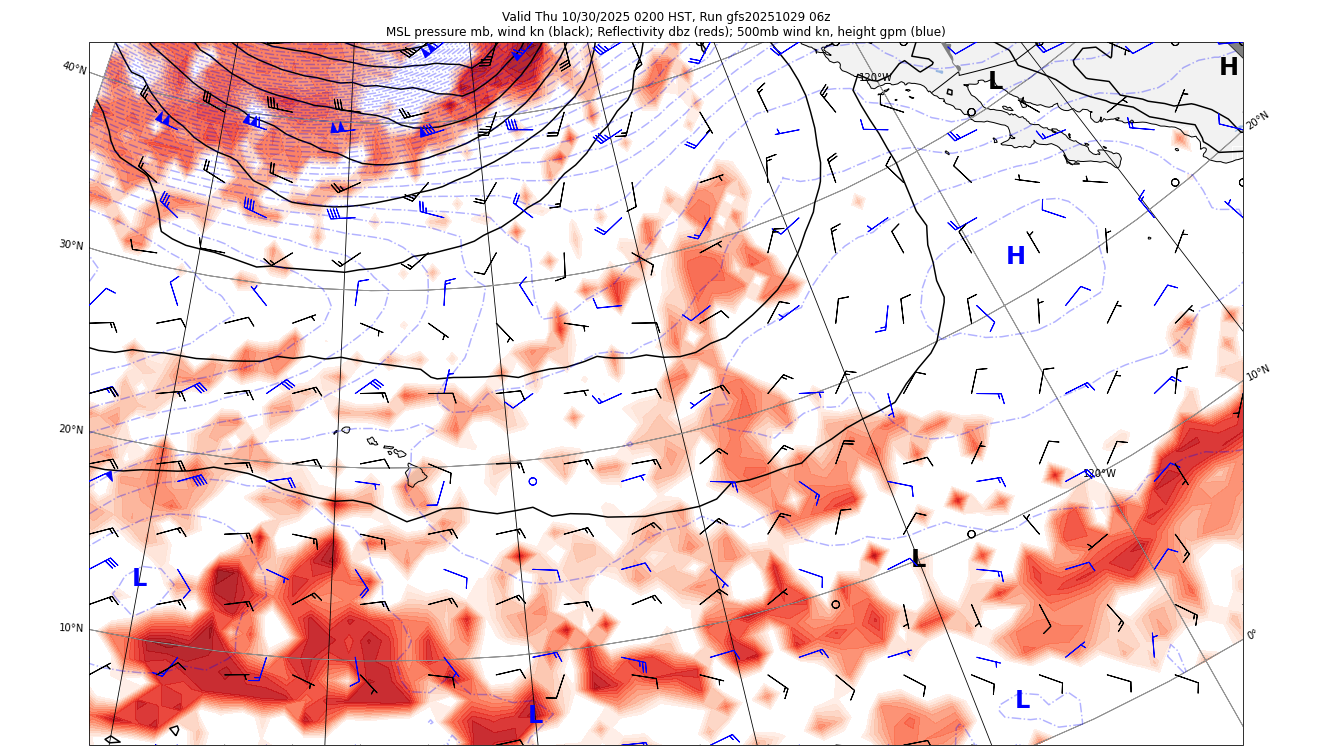 Valid Thu 10/30/2025 0200 HST, Run gfs20251029 06z
MSL pressure mb, wind kn (black); Reflectivity dbz (reds); 500mb wind kn, height gpm (blue)
40°N
120°W
L
H
20°N
30°N
H
10°N
20°N
120°W
L
L
10°N
0°
L
L